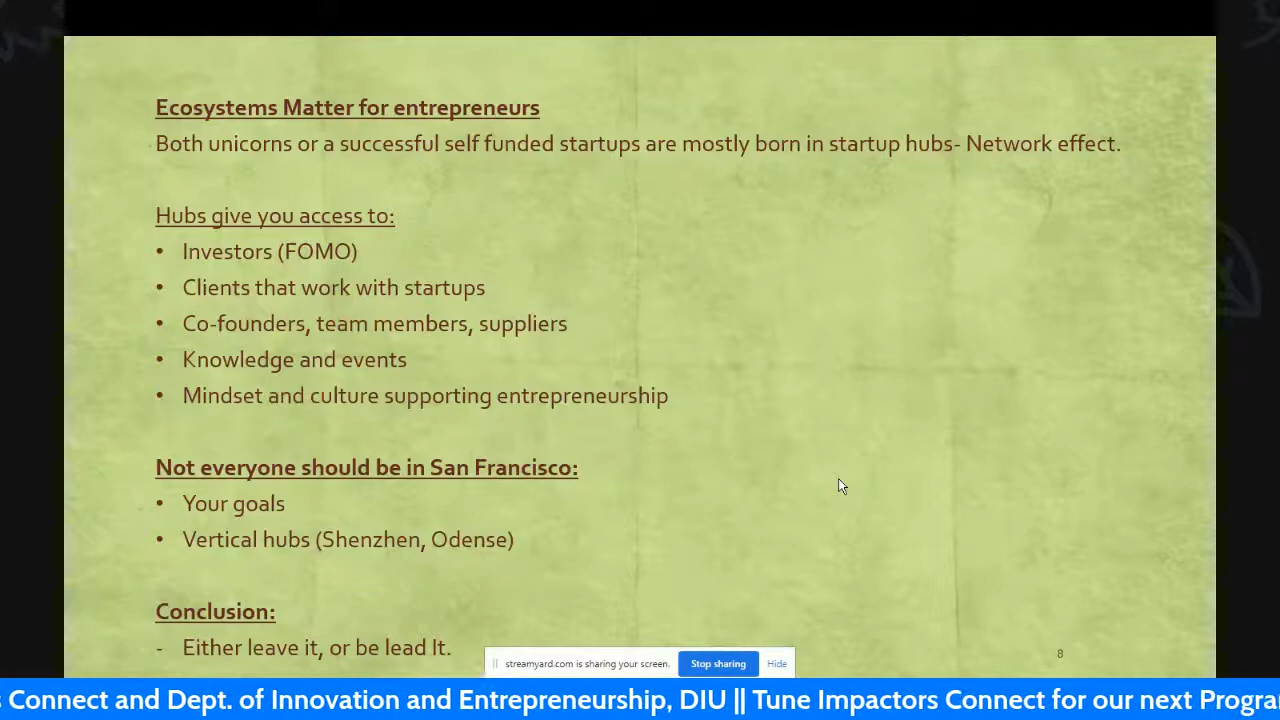 Ecosystems Matter for entrepreneurs
Both unicorns or a successful self funded startups are mostly born in startup hubs- Network effect.
Hubs give you access to:
• Investors (FOMO)
• Clients that work with startups
• Co-founders, team members, suppliers
• Knowledge and events
• Mindset and culture supporting entrepreneurship
Not everyone should be in San Francisco:
• Your goals
• Vertical hubs (Shenzhen, Odense)
Conclusion:
- Either leave it, or be lead It.
streamyard.com is sharing your screen. Stop sharing Hide
8
s Connect and Dept. of Innovation and Entrepreneurship, DIU || Tune Impactors Connect for our next Progra